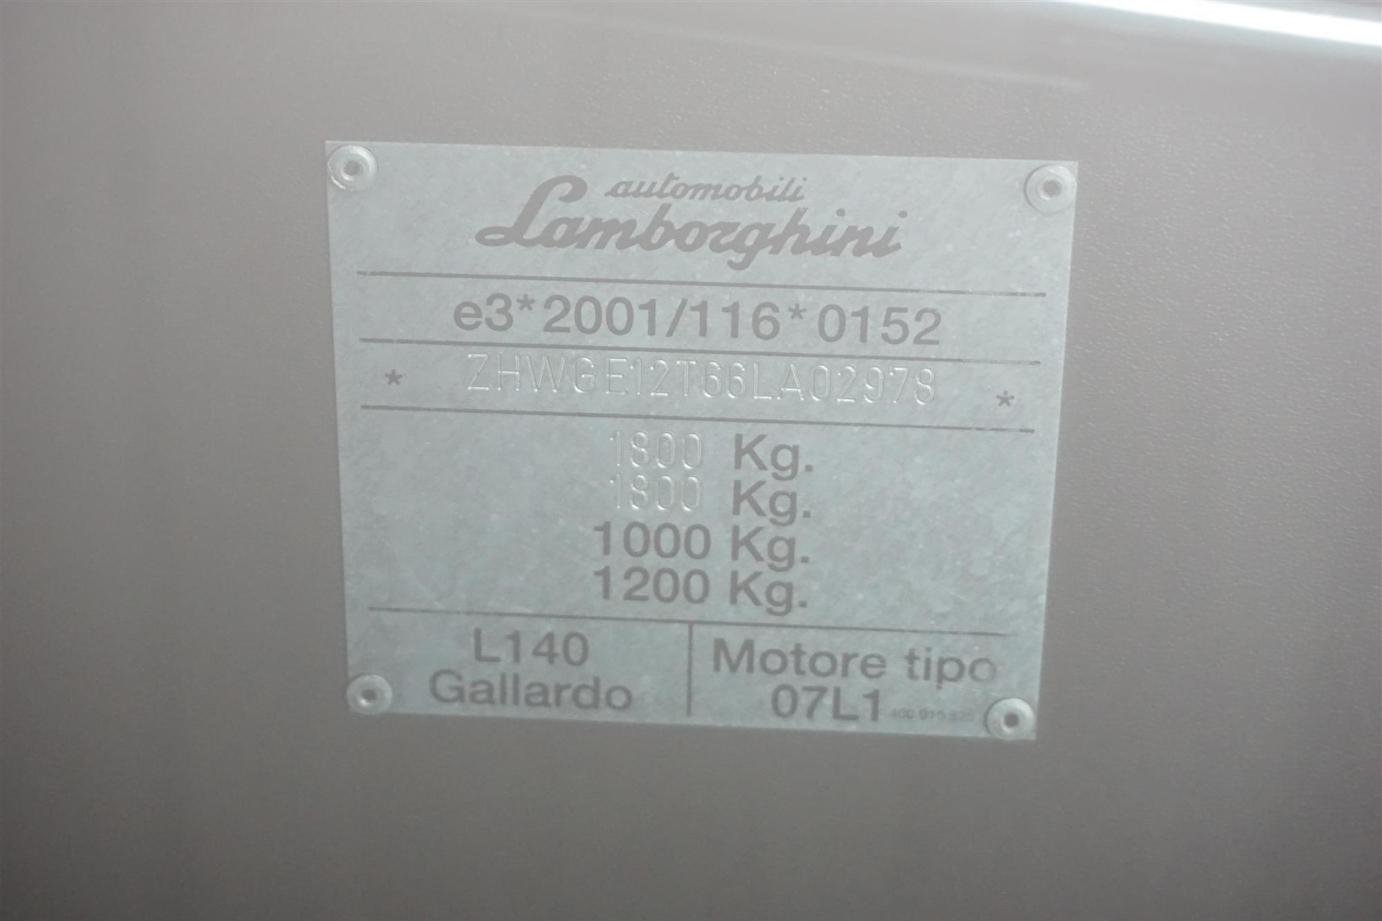 automobili
Lamborghini
e3*2001/116*0152
* ZHWGE12T66LA02978 *
1800 Kg.
1800 Kg.
1000 Kg.
1200 Kg.
L140
Gallardo
Motore tipo
07L1